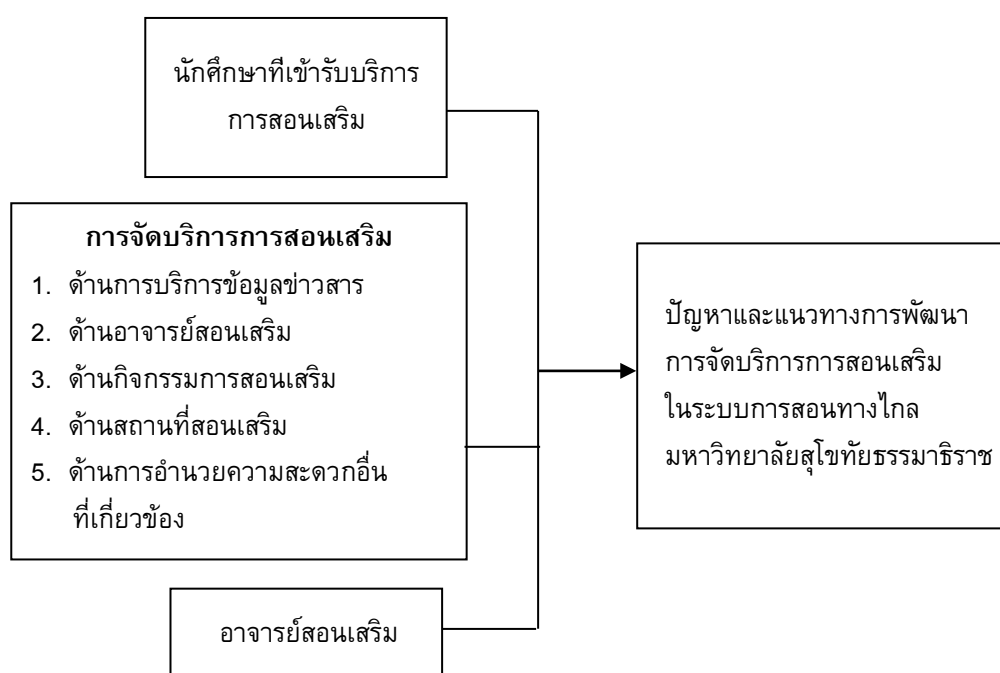 นักศึกษาที่เข้ารับบริการ
การสอนเสริม
การจัดบริการการสอนเสริม
1. ด้านการบริการข้อมูลข่าวสาร
2. ด้านอาจารย์สอนเสริม
3. ด้านกิจกรรมการสอนเสริม
4. ด้านสถานที่สอนเสริม
5. ด้านการอำนวยความสะดวกอื่น
ที่เกี่ยวข้อง
ปัญหาและแนวทางการพัฒนา
การจัดบริการการสอนเสริม
ในระบบการสอนทางไกล
มหาวิทยาลัยสุโขทัยธรรมาธิราช
อาจารย์สอนเสริม